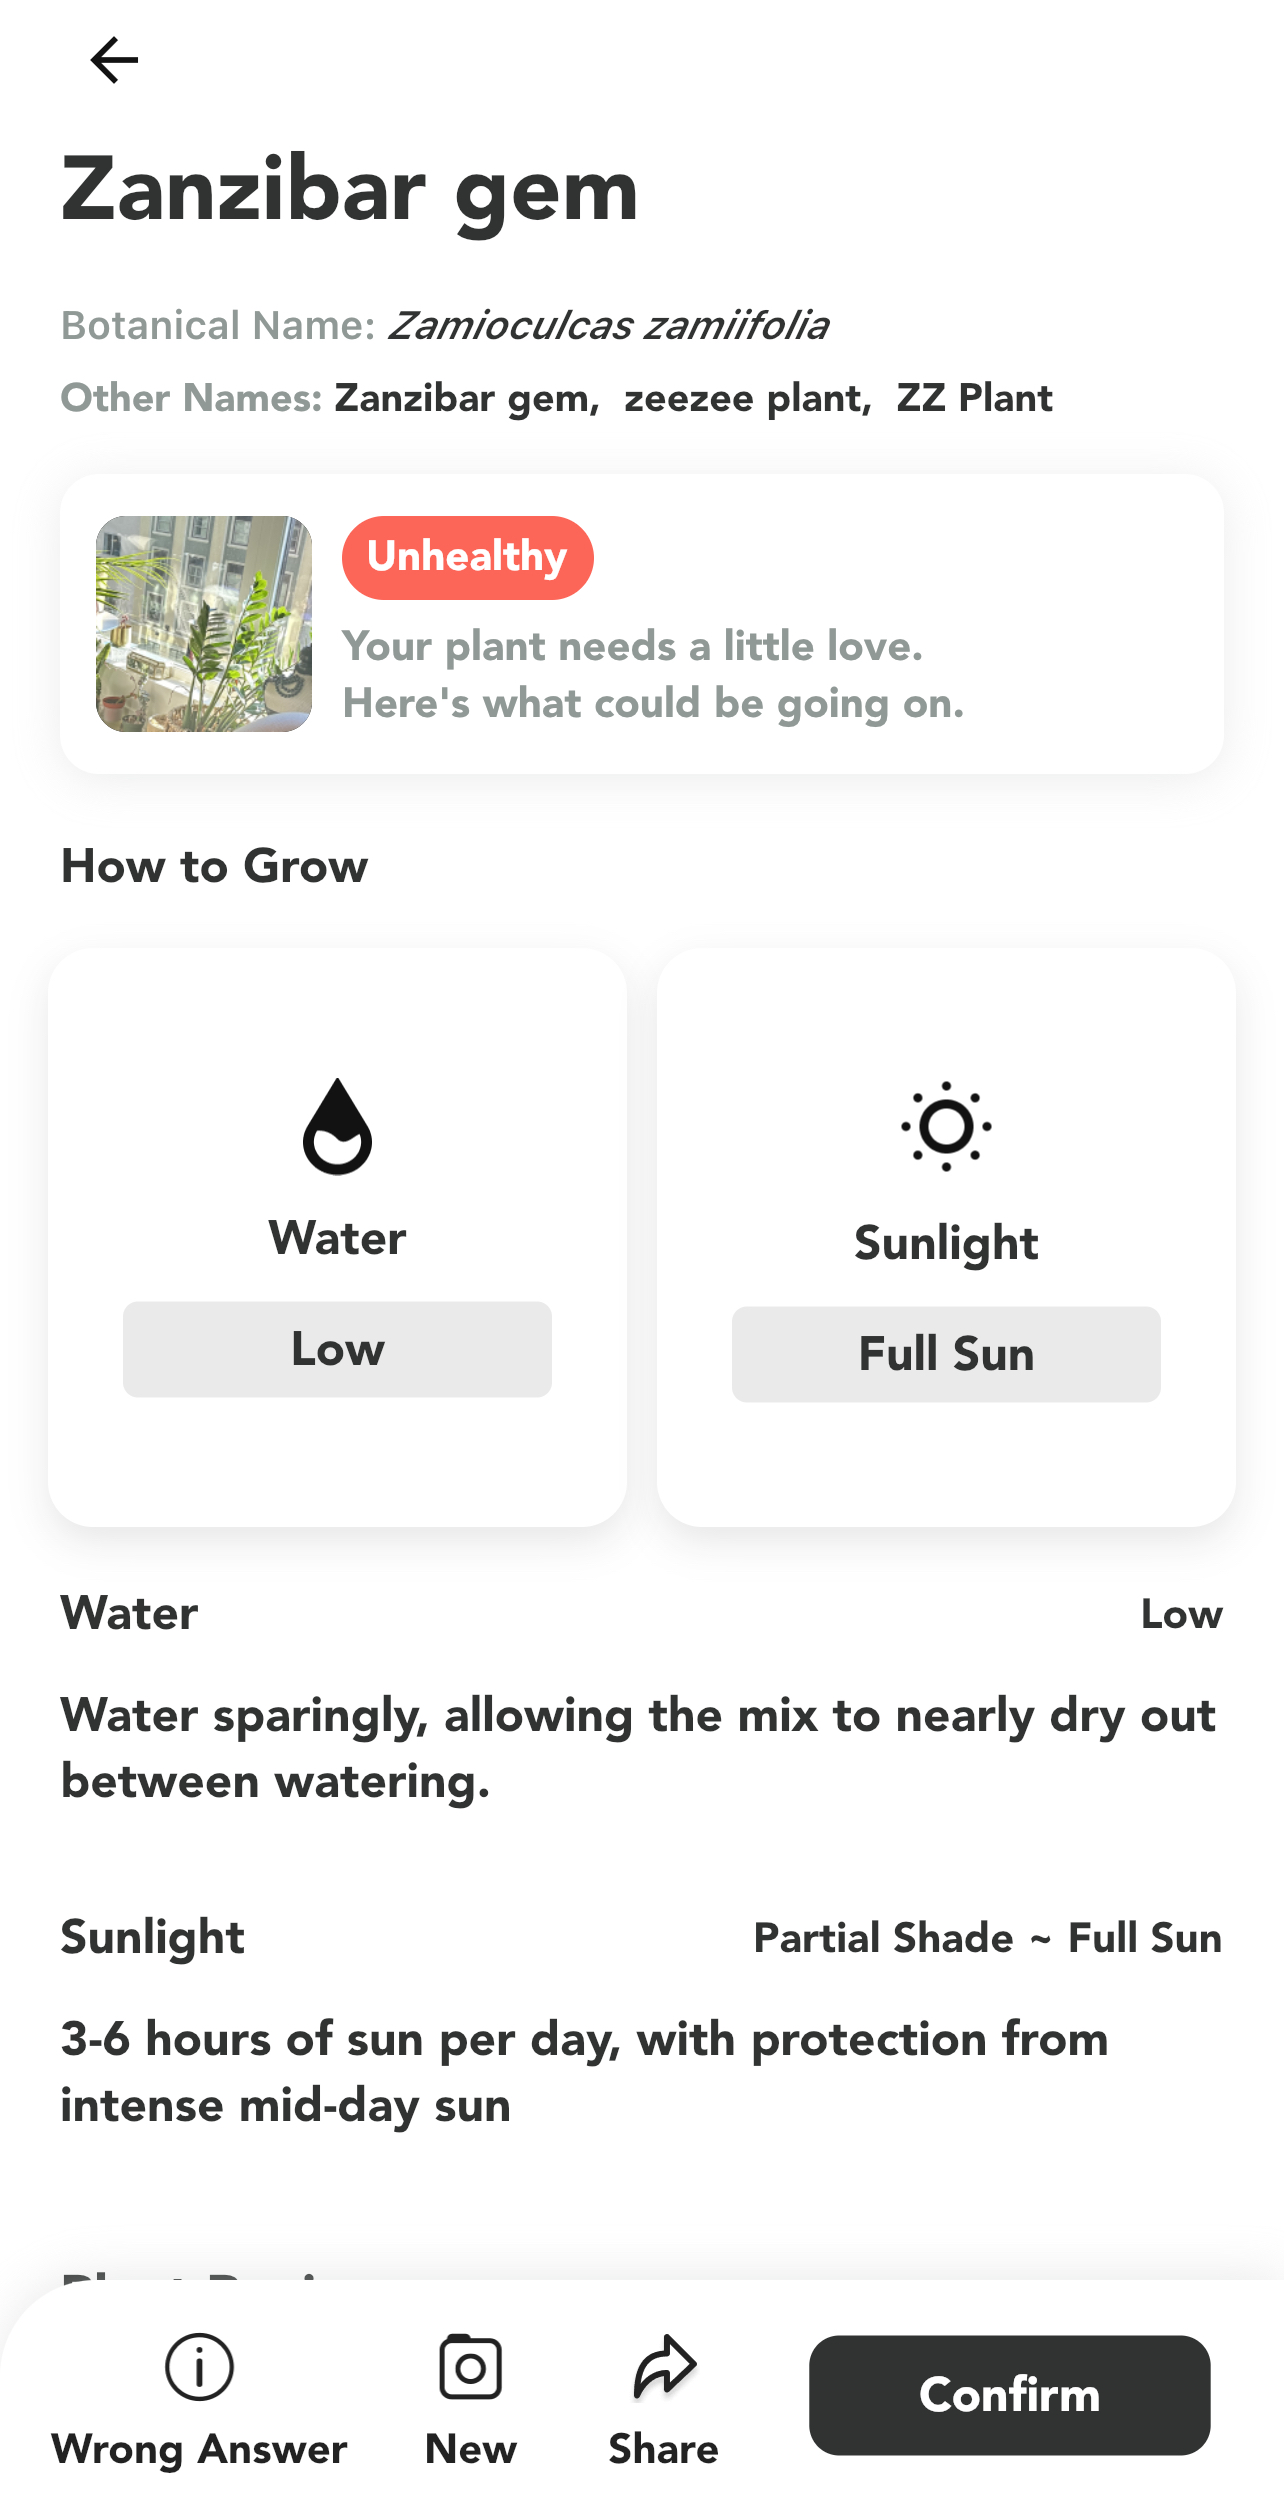 Zanzibar gem
Botanical Name: Zamioculcas zamiifolia
Other Names: Zanzibar gem, zeezee plant, ZZ Plant
Unhealthy
Your plant needs a little love.
Here's what could be going on.
How to Grow
Water
Low
Sunlight
Full Sun
Water Low
Water sparingly, allowing the mix to nearly dry out
between watering.
Sunlight Partial Shade ~ Full Sun
3-6 hours of sun per day, with protection from
intense mid-day sun
Wrong Answer
New
Share
Confirm